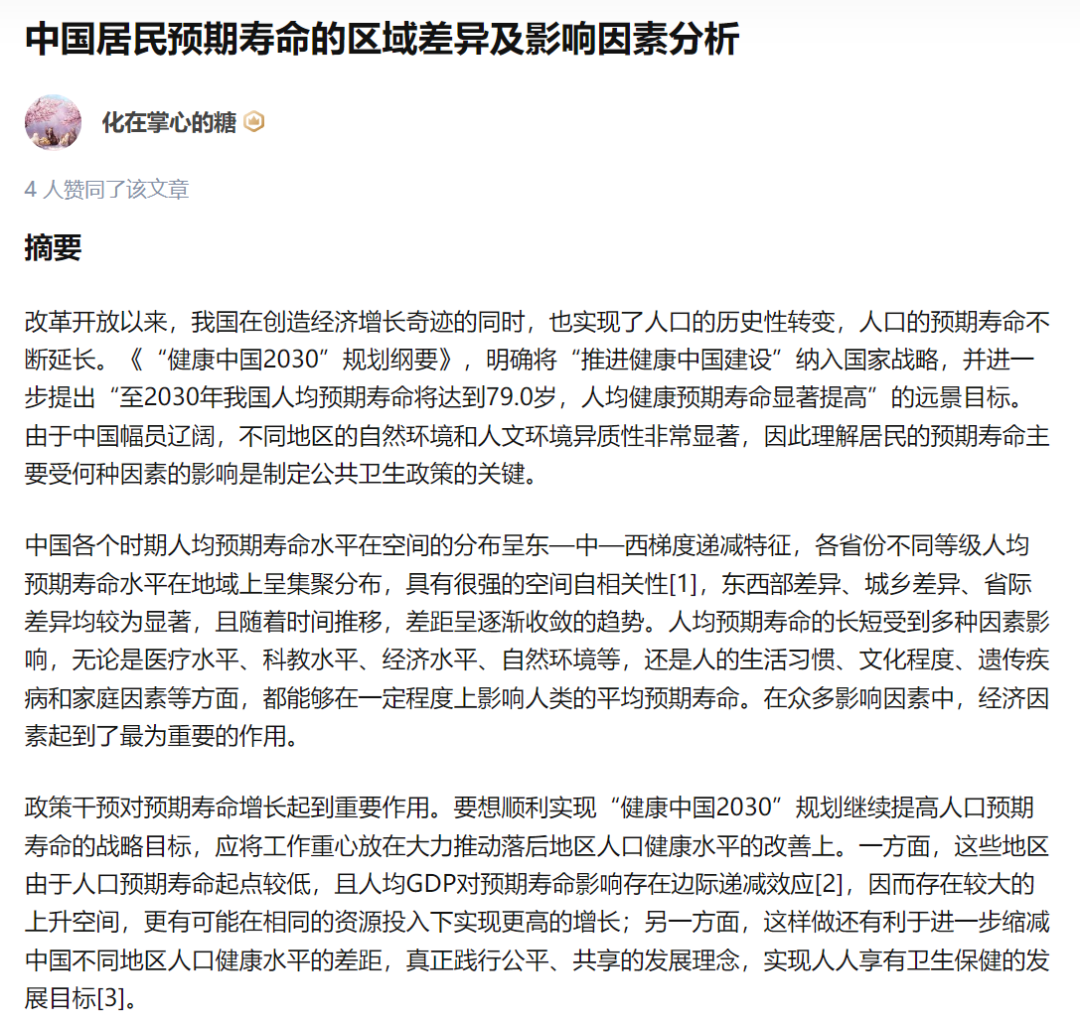 中国居民预期寿命的区域差异及影响因素分析
化在掌心的糖
4 人赞同了该文章
摘要
改革开放以来，我国在创造经济增长奇迹的同时，也实现了人口的历史性转变，人口的预期寿命不
断延长。《“健康中国2030”规划纲要》，明确将“推进健康中国建设”纳入国家战略，并进一
步提出“至2030年我国人均预期寿命将达到79.0岁，人均健康预期寿命显著提高”的远景目标。
由于中国幅员辽阔，不同地区的自然环境和人文环境异质性非常显著，因此理解居民的预期寿命主
要受何种因素的影响是制定公共卫生政策的关键。
中国各个时期人均预期寿命水平在空间的分布呈东—中—西梯度递减特征，各省份不同等级人均
预期寿命水平在地域上呈集聚分布，具有很强的空间自相关性[1]，东西部差异、城乡差异、省际
差异均较为显著，且随着时间推移，差距呈逐渐收敛的趋势。人均预期寿命的长短受到多种因素影
响，无论是医疗水平、科教水平、经济水平、自然环境等，还是人的生活习惯、文化程度、遗传疾
病和家庭因素等方面，都能够在一定程度上影响人类的平均预期寿命。在众多影响因素中，经济因
素起到了最为重要的作用。
政策干预对预期寿命增长起到重要作用。要想顺利实现“健康中国2030”规划继续提高人口预期
寿命的战略目标，应将工作重心放在大力推动落后地区人口健康水平的改善上。一方面，这些地区
由于人口预期寿命起点较低，且人均GDP对预期寿命影响存在边际递减效应[2]，因而存在较大的
上升空间，更有可能在相同的资源投入下实现更高的增长；另一方面，这样做还有利于进一步缩减
中国不同地区人口健康水平的差距，真正践行公平、共享的发展理念，实现人人享有卫生保健的发
展目标[3]。